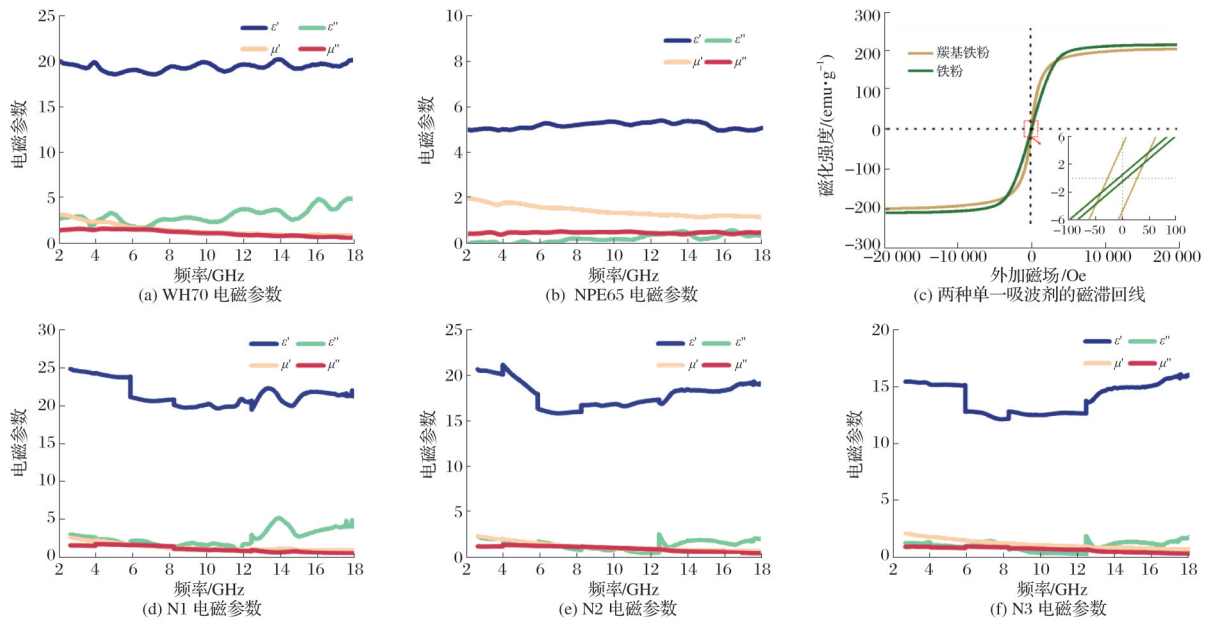 25
20
15
10
5
0
电磁参数
ε' ε''
μ' μ''
2 4 6 8 10 12 14 16 18
频率/GHz
(a) WH70 电磁参数
10
8
6
4
2
0
电磁参数
ε' ε''
μ' μ''
2 4 6 8 10 12 14 16 18
频率/GHz
(b) NPE65 电磁参数
300
200
100
0
−100
−200
−300
磁化强度/(emu·g⁻¹)
羰基铁粉
铁粉
6
2
−2
−6
−100 −50 0 50 100
−20 000 −10 000 0 10 000 20 000
外加磁场/Oe
(c) 两种单一吸波剂的磁滞回线
30
25
20
15
10
5
0
电磁参数
ε' ε''
μ' μ''
2 4 6 8 10 12 14 16 18
频率/GHz
(d) N1 电磁参数
25
20
15
10
5
0
电磁参数
ε' ε''
μ' μ''
2 4 6 8 10 12 14 16 18
频率/GHz
(e) N2 电磁参数
20
15
10
5
0
电磁参数
ε' ε''
μ' μ''
2 4 6 8 10 12 14 16 18
频率/GHz
(f) N3 电磁参数